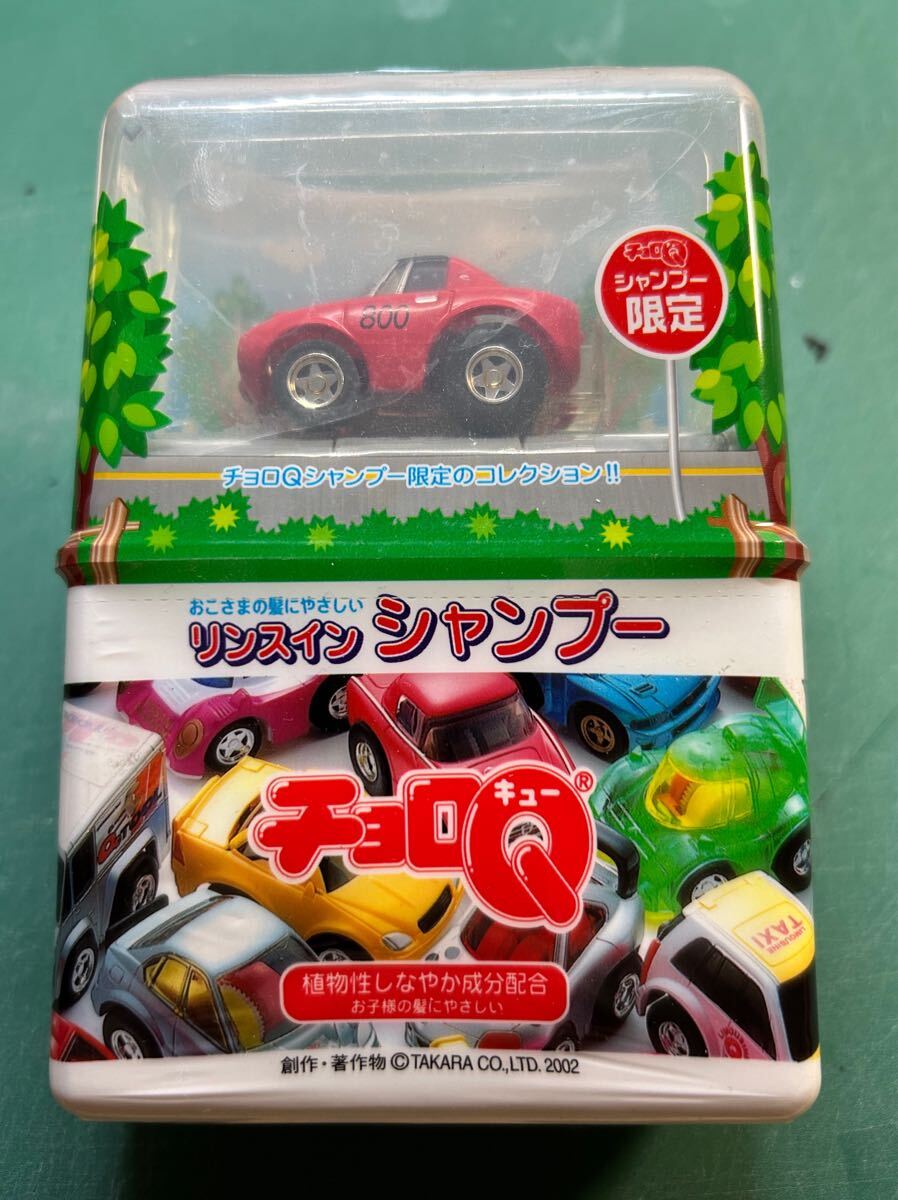 800
チョロQ
シャンプー
限定
チョロQシャンプー限定のコレクション!!
おこさまの髪にやさしい
リンスイン シャンプー
チョロQ®
キュー
LIMOUSINE
TAXI
植物性しなやか成分配合
お子様の髪にやさしい
創作・著作物 ©TAKARA CO.,LTD. 2002